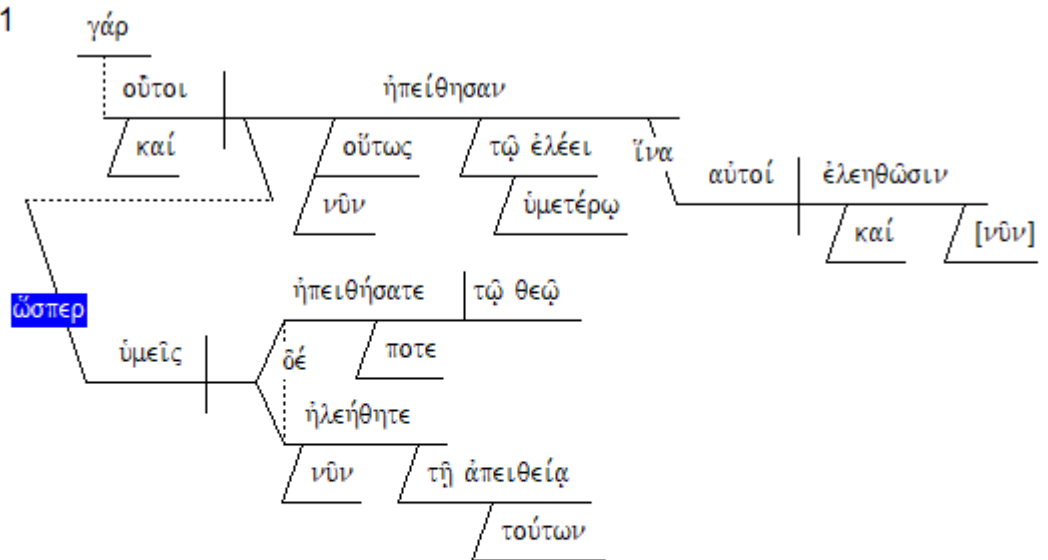 1
γάρ
οὗτοι ἠπείθησαν
καί οὕτως τῷ ἐλέει ἵνα
αὐτοί ἐλεηθῶσιν
νῦν ὑμετέρῳ
καί [νῦν]
ἠπειθήσατε τῷ θεῷ
ὥσπερ
ὑμεῖς δέ ποτε
ἠλεήθητε
νῦν τῇ ἀπειθείᾳ
τούτων